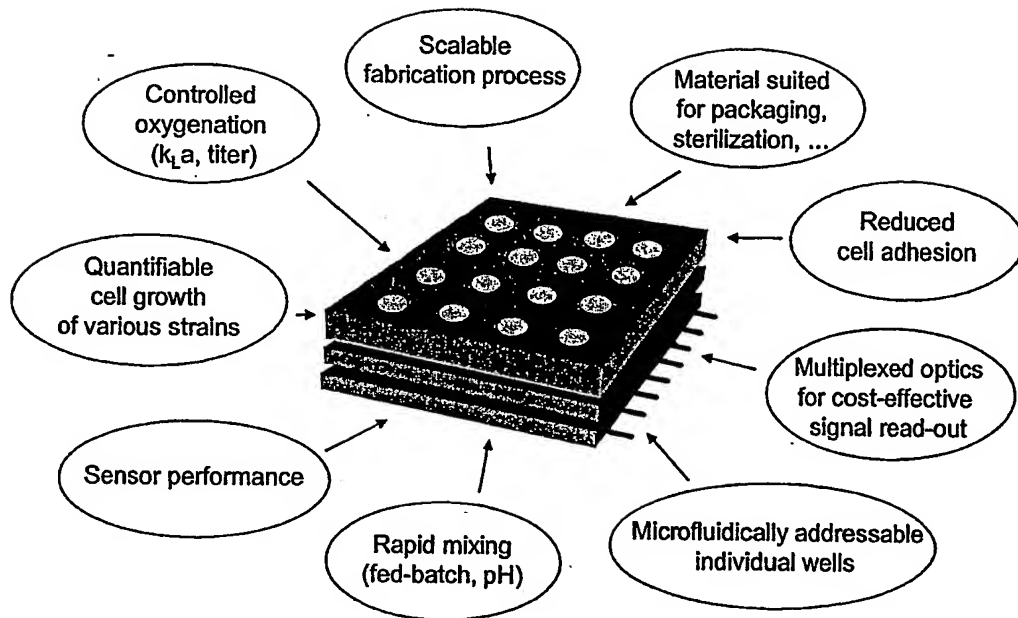 Scalable
fabrication process
Material suited
for packaging,
sterilization, ...
Controlled
oxygenation
(kLa, titer)
Reduced
cell adhesion
Quantifiable
cell growth
of various strains
Multiplexed optics
for cost-effective
signal read-out
Sensor performance
Rapid mixing
(fed-batch, pH)
Microfluidically addressable
individual wells